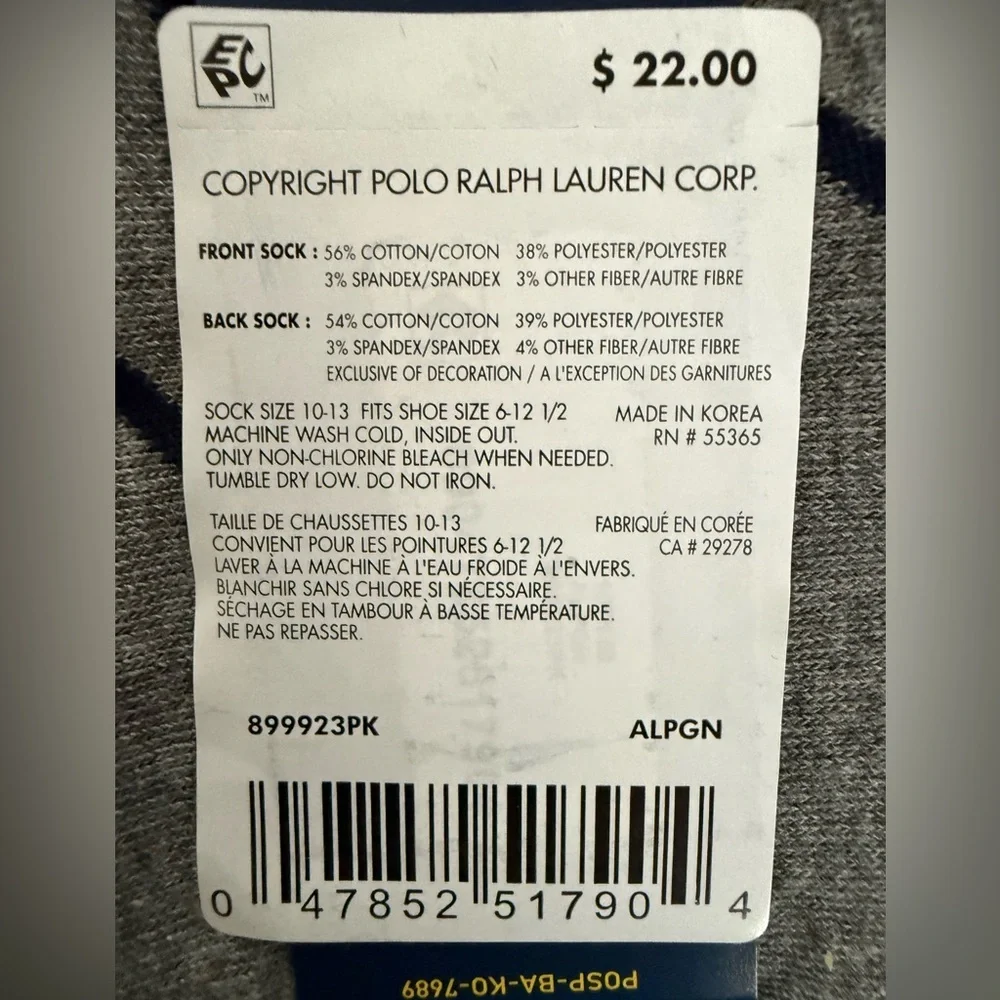 EPC TM
$ 22.00
COPYRIGHT POLO RALPH LAUREN CORP.
FRONT SOCK : 56% COTTON/COTON 38% POLYESTER/POLYESTER
3% SPANDEX/SPANDEX 3% OTHER FIBER/AUTRE FIBRE
BACK SOCK : 54% COTTON/COTON 39% POLYESTER/POLYESTER
3% SPANDEX/SPANDEX 4% OTHER FIBER/AUTRE FIBRE
EXCLUSIVE OF DECORATION / A L'EXCEPTION DES GARNITURES
SOCK SIZE 10-13 FITS SHOE SIZE 6-12 1/2 MADE IN KOREA
MACHINE WASH COLD, INSIDE OUT. RN # 55365
ONLY NON-CHLORINE BLEACH WHEN NEEDED.
TUMBLE DRY LOW. DO NOT IRON.
TAILLE DE CHAUSSETTES 10-13 FABRIQUÉ EN CORÉE
CONVIENT POUR LES POINTURES 6-12 1/2 CA # 29278
LAVER À LA MACHINE À L'EAU FROIDE À L'ENVERS.
BLANCHIR SANS CHLORE SI NÉCESSAIRE.
SÉCHAGE EN TAMBOUR À BASSE TEMPÉRATURE.
NE PAS REPASSER.
899923PK ALPGN
0 47852 51790 4
POSP-BA-KO-7689